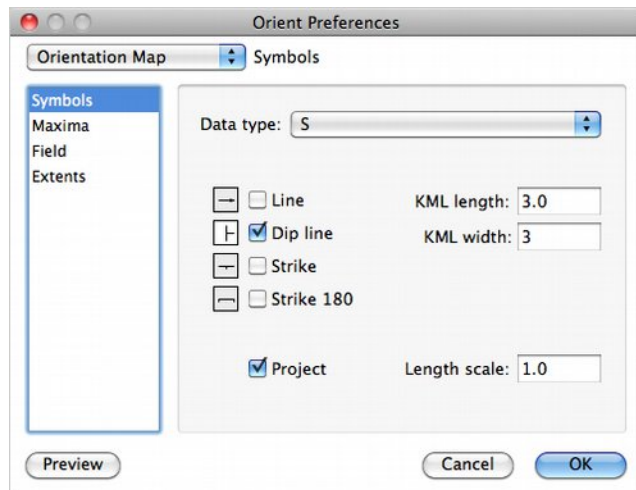 Orient Preferences
Orientation Map Symbols
Symbols
Maxima
Field
Extents
Data type: S
Line
Dip line
Strike
Strike 180
KML length: 3.0
KML width: 3
Project
Length scale: 1.0
Preview
Cancel
OK